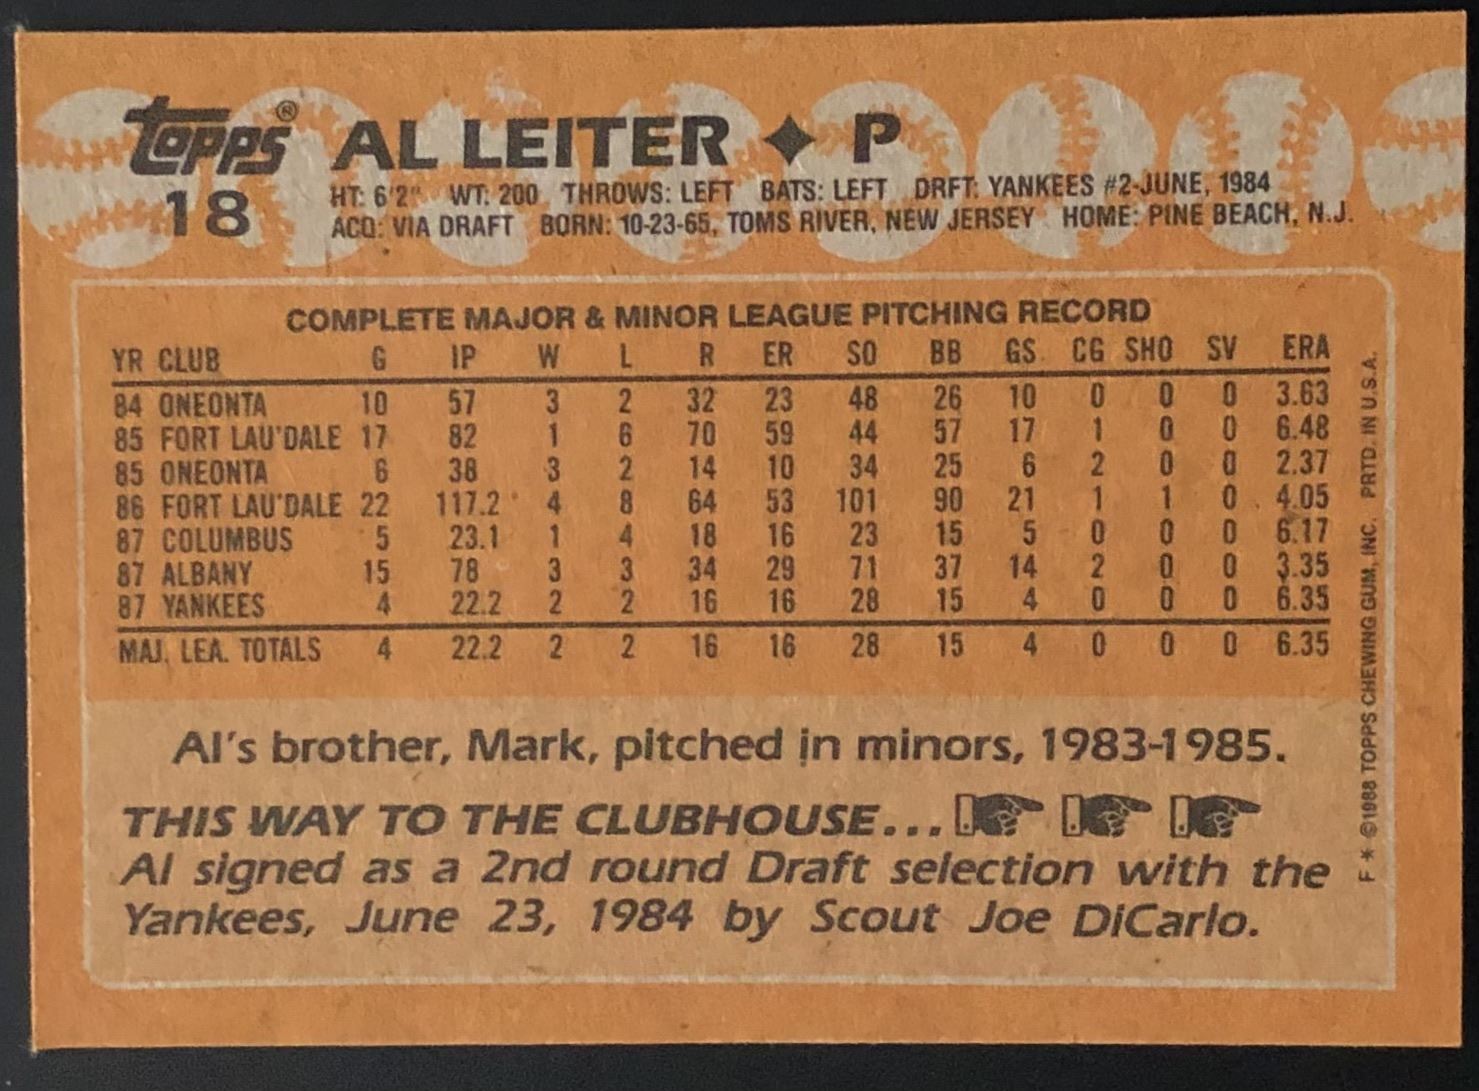 topps® AL LEITER ♦ P
18
HT: 6'2" WT: 200 THROWS: LEFT BATS: LEFT DRFT: YANKEES #2-JUNE, 1984
ACQ: VIA DRAFT BORN: 10-23-65, TOMS RIVER, NEW JERSEY HOME: PINE BEACH, N.J.
COMPLETE MAJOR & MINOR LEAGUE PITCHING RECORD
YR CLUB G IP W L R ER SO BB GS CG SHO SV ERA
84 ONEONTA 10 57 3 2 32 23 48 26 10 0 0 0 3.63
85 FORT LAU'DALE 17 82 1 6 70 59 44 57 17 1 0 0 6.48
85 ONEONTA 6 38 3 2 14 10 34 25 6 2 0 0 2.37
86 FORT LAU'DALE 22 117.2 4 8 64 53 101 90 21 1 1 0 4.05
87 COLUMBUS 5 23.1 1 4 18 16 23 15 5 0 0 0 6.17
87 ALBANY 15 78 3 3 34 29 71 37 14 2 0 0 3.35
87 YANKEES 4 22.2 2 2 16 16 28 15 4 0 0 0 6.35
MAJ. LEA. TOTALS 4 22.2 2 2 16 16 28 15 4 0 0 0 6.35
Al's brother, Mark, pitched in minors, 1983-1985.
THIS WAY TO THE CLUBHOUSE...
Al signed as a 2nd round Draft selection with the
Yankees, June 23, 1984 by Scout Joe DiCarlo.
F * ©1988 TOPPS CHEWING GUM, INC. PRTD. IN U.S.A.